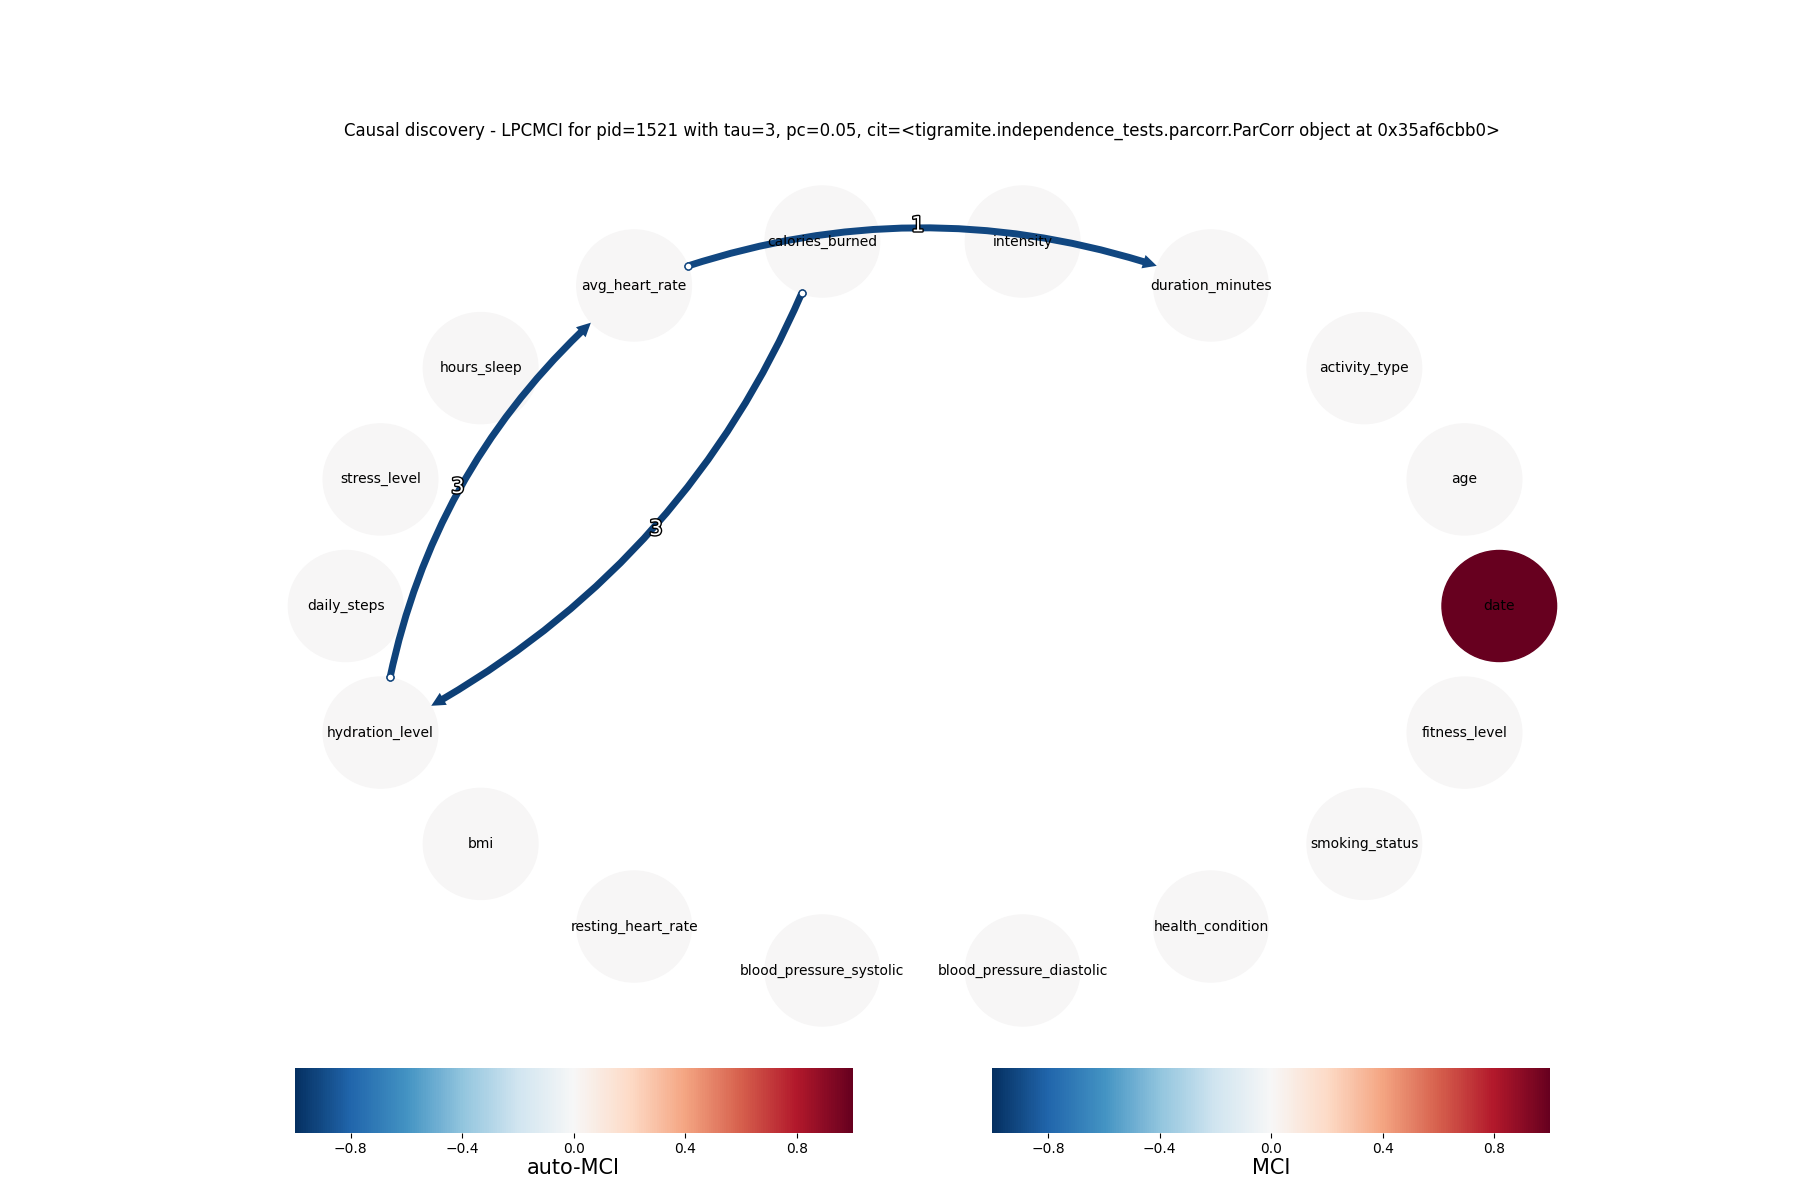 Causal discovery - LPCMCI for pid=1521 with tau=3, pc=0.05, cit=<tigramite.independence_tests.parcorr.ParCorr object at 0x35af6cbb0>
1
calories_burned
intensity
avg_heart_rate
duration_minutes
hours_sleep
activity_type
stress_level
3
age
3
daily_steps
date
hydration_level
fitness_level
bmi
smoking_status
resting_heart_rate
health_condition
blood_pressure_systolic
blood_pressure_diastolic
−0.8 −0.4 0.0 0.4 0.8
auto-MCI
−0.8 −0.4 0.0 0.4 0.8
MCI